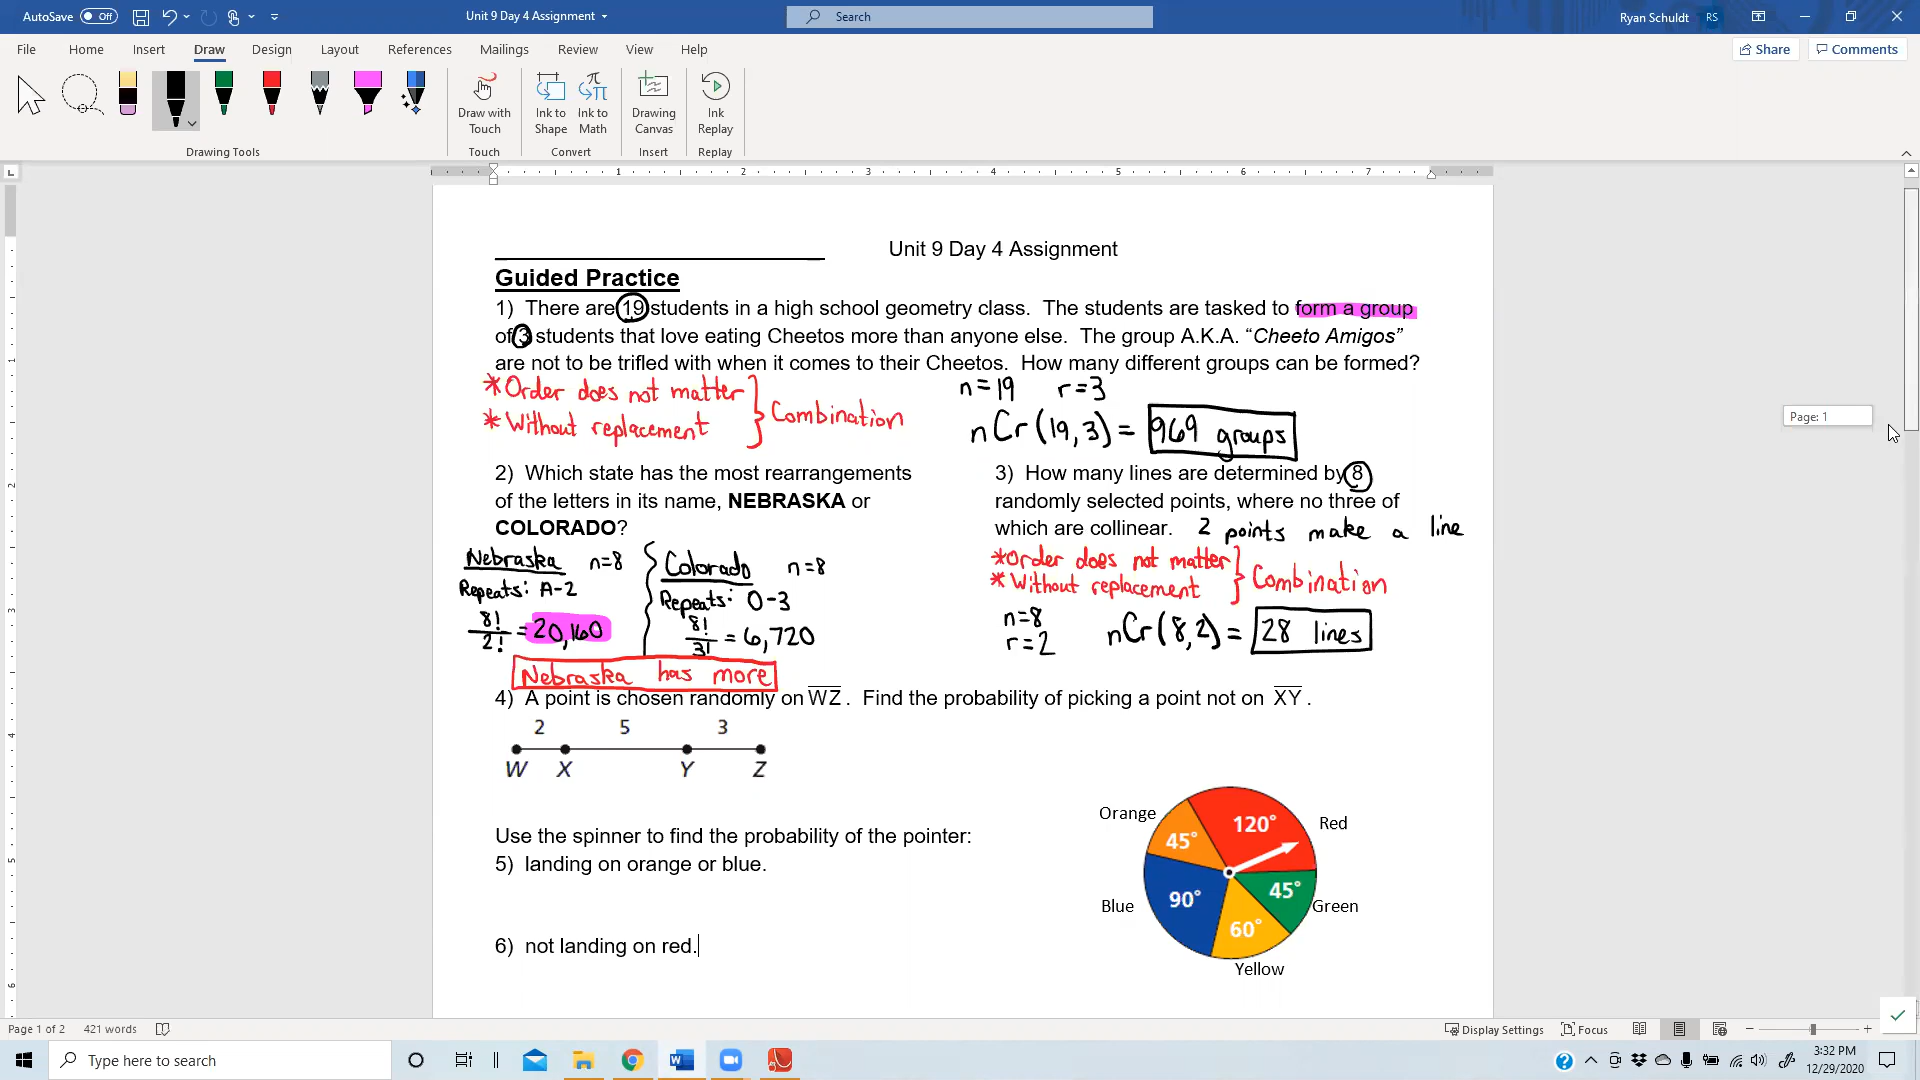 AutoSave Off
Unit 9 Day 4 Assignment
Search
Ryan Schuldt RS
File Home Insert Draw Design Layout References Mailings Review View Help
Share Comments
Draw with Touch
Ink to Shape
Ink to Math
Drawing Canvas
Ink Replay
Drawing Tools Touch Convert Insert Replay
1 2 3 4 5 6 7
Unit 9 Day 4 Assignment
Guided Practice
1) There are 19 students in a high school geometry class. The students are tasked to form a group
of 3 students that love eating Cheetos more than anyone else. The group A.K.A. “Cheeto Amigos”
are not to be trifled with when it comes to their Cheetos. How many different groups can be formed?
*Order does not matter
*Without replacement
} Combination
n=19 r=3
nCr(19,3) = 969 groups
Page: 1
2) Which state has the most rearrangements
of the letters in its name, NEBRASKA or
COLORADO?
Nebraska n=8
Repeats: A-2
8!/2! = 20,160
Colorado n=8
Repeats: O-3
8!/3! = 6,720
Nebraska has more
3) How many lines are determined by 8
randomly selected points, where no three of
which are collinear. 2 points make a line
*Order does not matter
*Without replacement
} Combination
n=8
r=2
nCr(8,2) = 28 lines
4) A point is chosen randomly on WZ. Find the probability of picking a point not on XY.
2 5 3
W X Y Z
Use the spinner to find the probability of the pointer:
5) landing on orange or blue.
6) not landing on red.
Orange 45°
120° Red
Blue 90°
45° Green
60°
Yellow
1 2 3 4 5 6
Page 1 of 2 421 words
Display Settings Focus
Type here to search
3:32 PM
12/29/2020